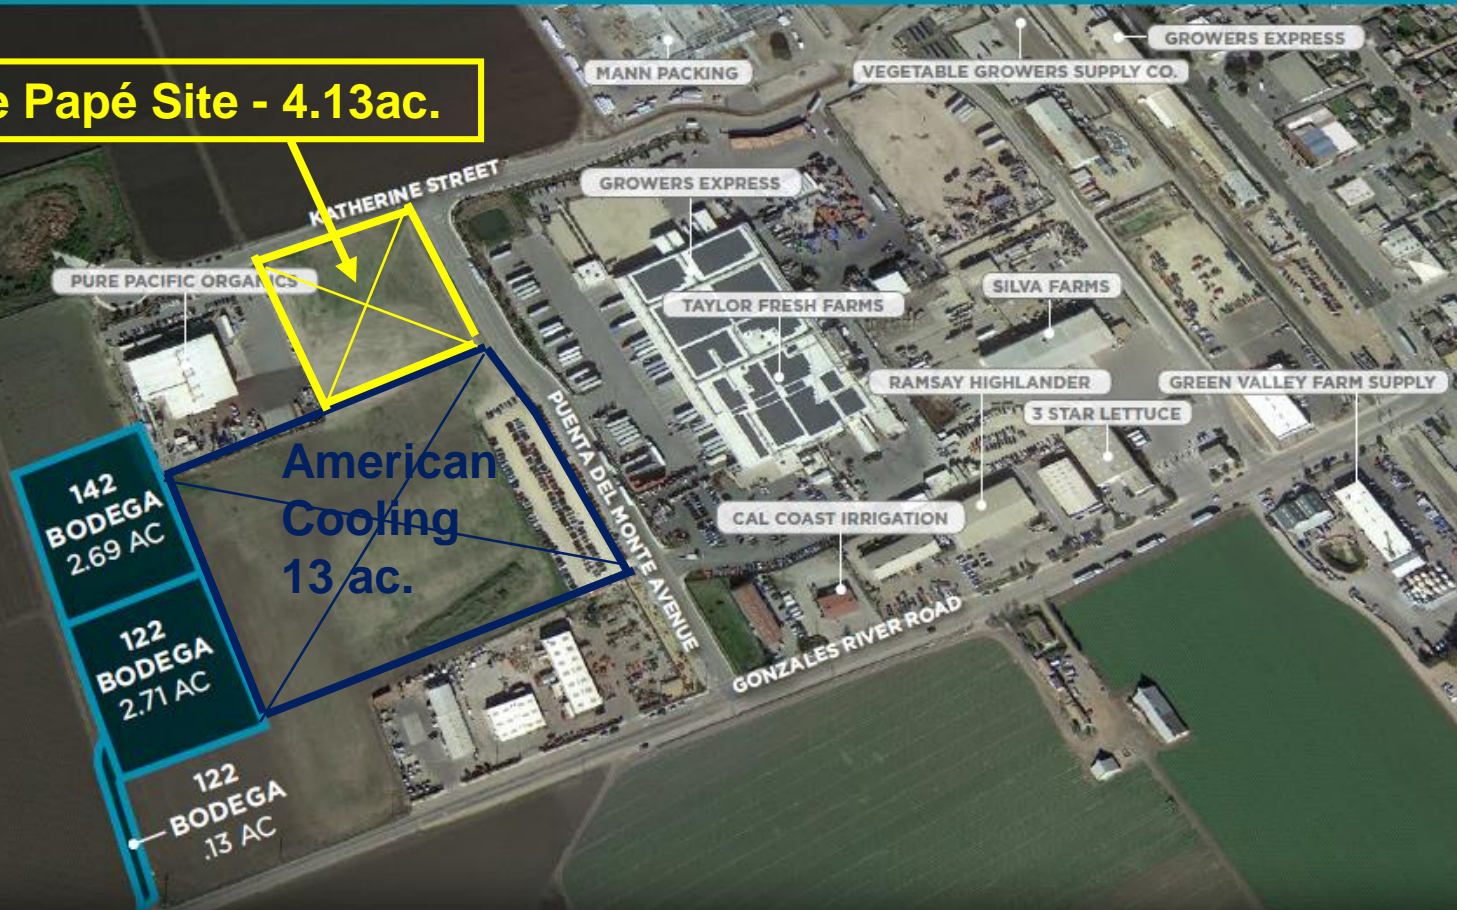 GROWERS EXPRESS
MANN PACKING
VEGETABLE GROWERS SUPPLY CO.
Papé Site - 4.13ac.
KATHERINE STREET
GROWERS EXPRESS
PURE PACIFIC ORGANICS
TAYLOR FRESH FARMS
SILVA FARMS
RAMSAY HIGHLANDER
GREEN VALLEY FARM SUPPLY
3 STAR LETTUCE
PUENTA DEL MONTE AVENUE
American
Cooling
13 ac.
142
BODEGA
2.69 AC
CAL COAST IRRIGATION
122
BODEGA
2.71 AC
GONZALES RIVER ROAD
122
BODEGA
.13 AC